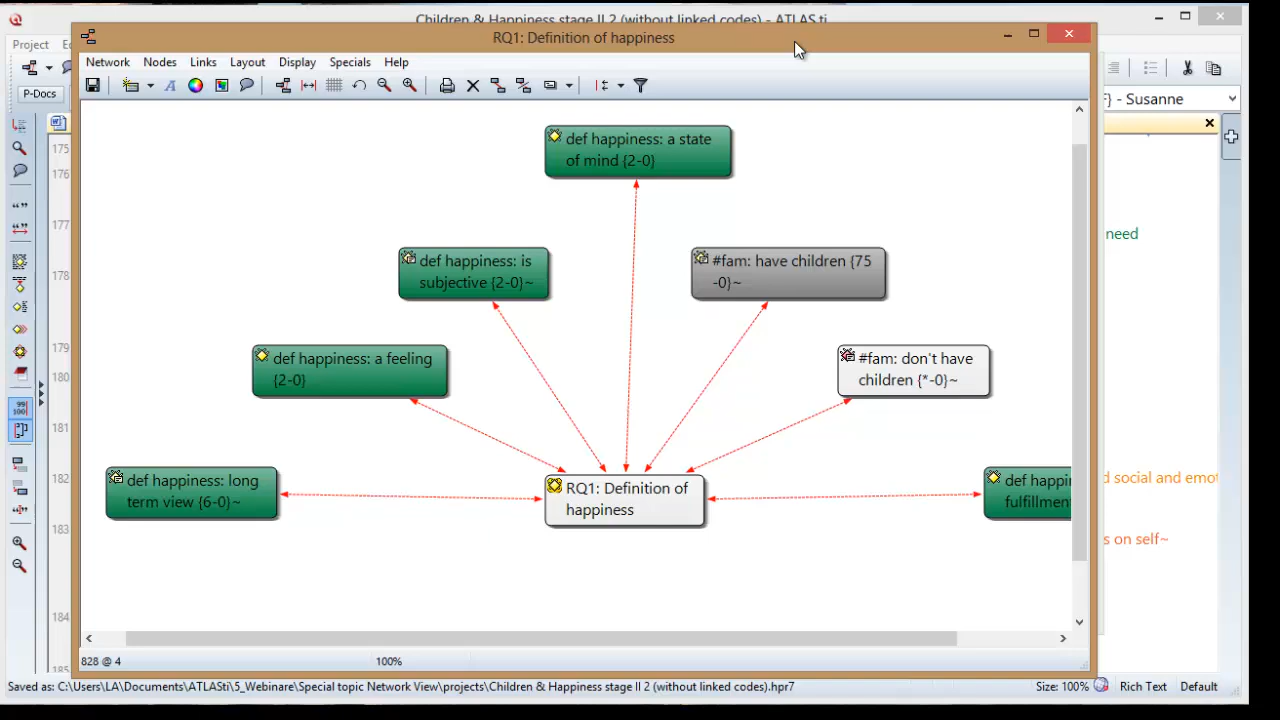 Children & Happiness stage II 2 (without linked codes) - ATLAS.ti
RQ1: Definition of happiness
Project
Network Nodes Links Layout Display Specials Help
P-Docs
- Susanne
175
176
177
178
179
180
181
182
183
184
185
def happiness: a state
of mind {2-0}
def happiness: is
subjective {2-0}~
#fam: have children {75
-0}~
def happiness: a feeling
{2-0}
#fam: don't have
children {*-0}~
def happiness: long
term view {6-0}~
RQ1: Definition of
happiness
fulfillment
need
social and
s on self~
99
100
828 @ 4
100%
Saved as: C:\Users\LA\Documents\ATLASti\5_Webinare\Special topic Network View\projects\Children & Happiness stage II 2 (without linked codes).hpr7
Size: 100%
Rich Text
Default